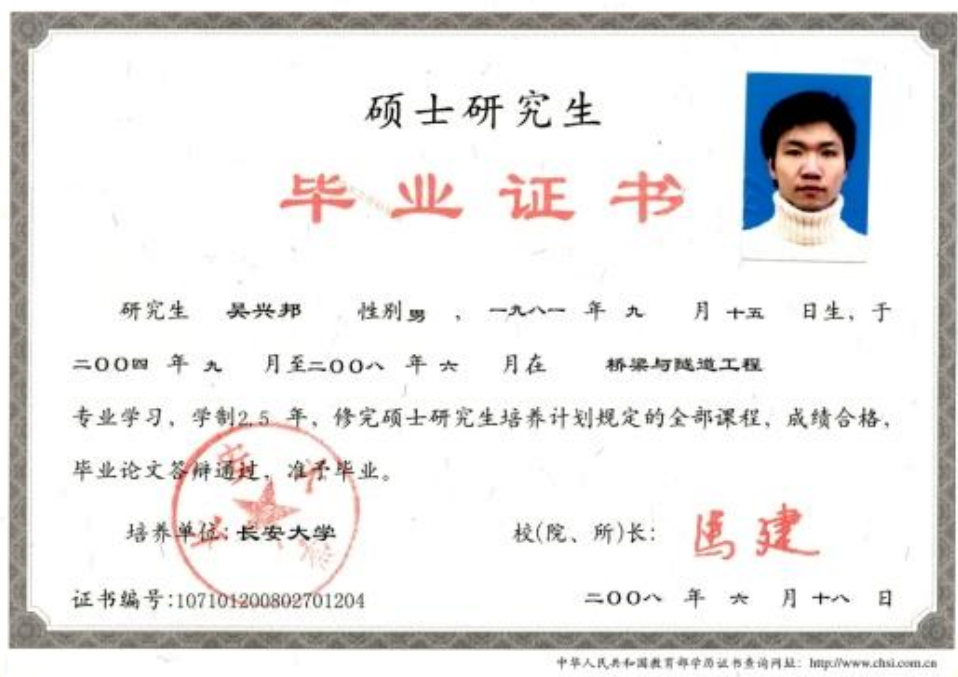 硕士研究生
毕业证书
研究生 吴兴邦 性别男 ， 一九八一 年 九 月 十五 日生，于
二〇〇四 年 九 月至二〇〇八 年 六 月在 桥梁与隧道工程
专业学习，学制2.5 年，修完硕士研究生培养计划规定的全部课程，成绩合格，
毕业论文答辩通过，准予毕业。
培养单位：长安大学 校(院、所)长： 马建
证书编号:107101200802701204 二〇〇八 年 六 月 十八 日
中华人民共和国教育部学历证书查询网址： http://www.chsi.com.cn